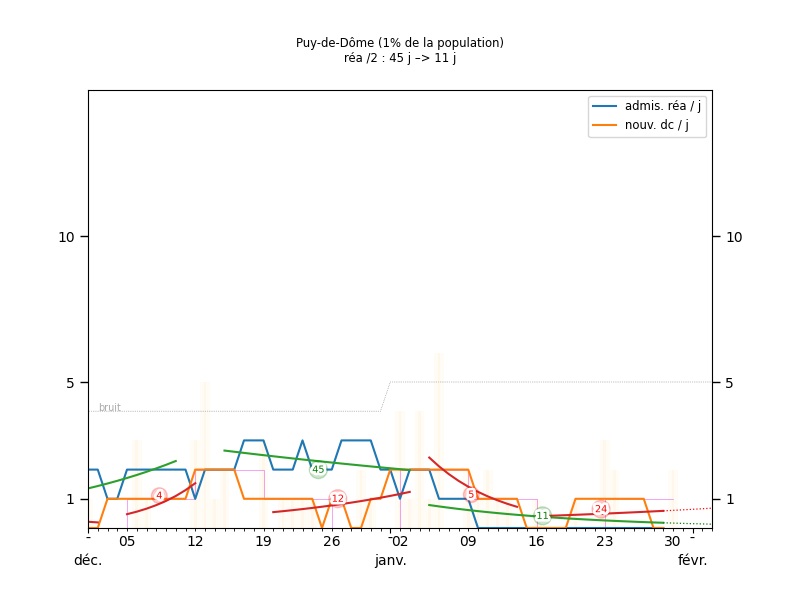 Puy-de-Dôme (1% de la population)
réa /2 : 45 j –> 11 j
admis. réa / j
nouv. dc / j
10 10
5 5
bruit
45
4 12 5 11 24
1 1
05 12 19 26 02 09 16 23 30
déc. janv. févr.